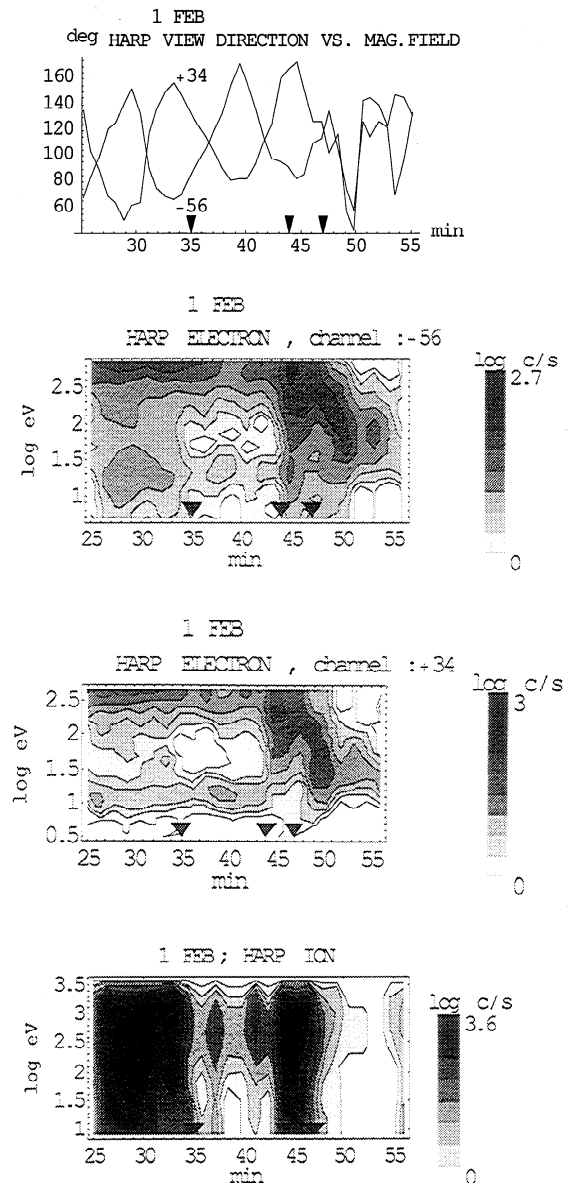 1 FEB
deg HARP VIEW DIRECTION VS. MAG.FIELD
160
140
120
100
80
60
+34
-56
30 35 40 45 50 55
min
1 FEB
HARP ELECTRON , channel :-56
log eV
2.5
2
1.5
1
25 30 35 40 45 50 55
min
log c/s
2.7
0
1 FEB
HARP ELECTRON , channel :+34
log eV
2.5
2
1.5
1
0.5
25 30 35 40 45 50 55
min
log c/s
3
0
1 FEB; HARP ION
log eV
3.5
3
2.5
2
1.5
1
25 30 35 40 45 50 55
min
log c/s
3.6
0